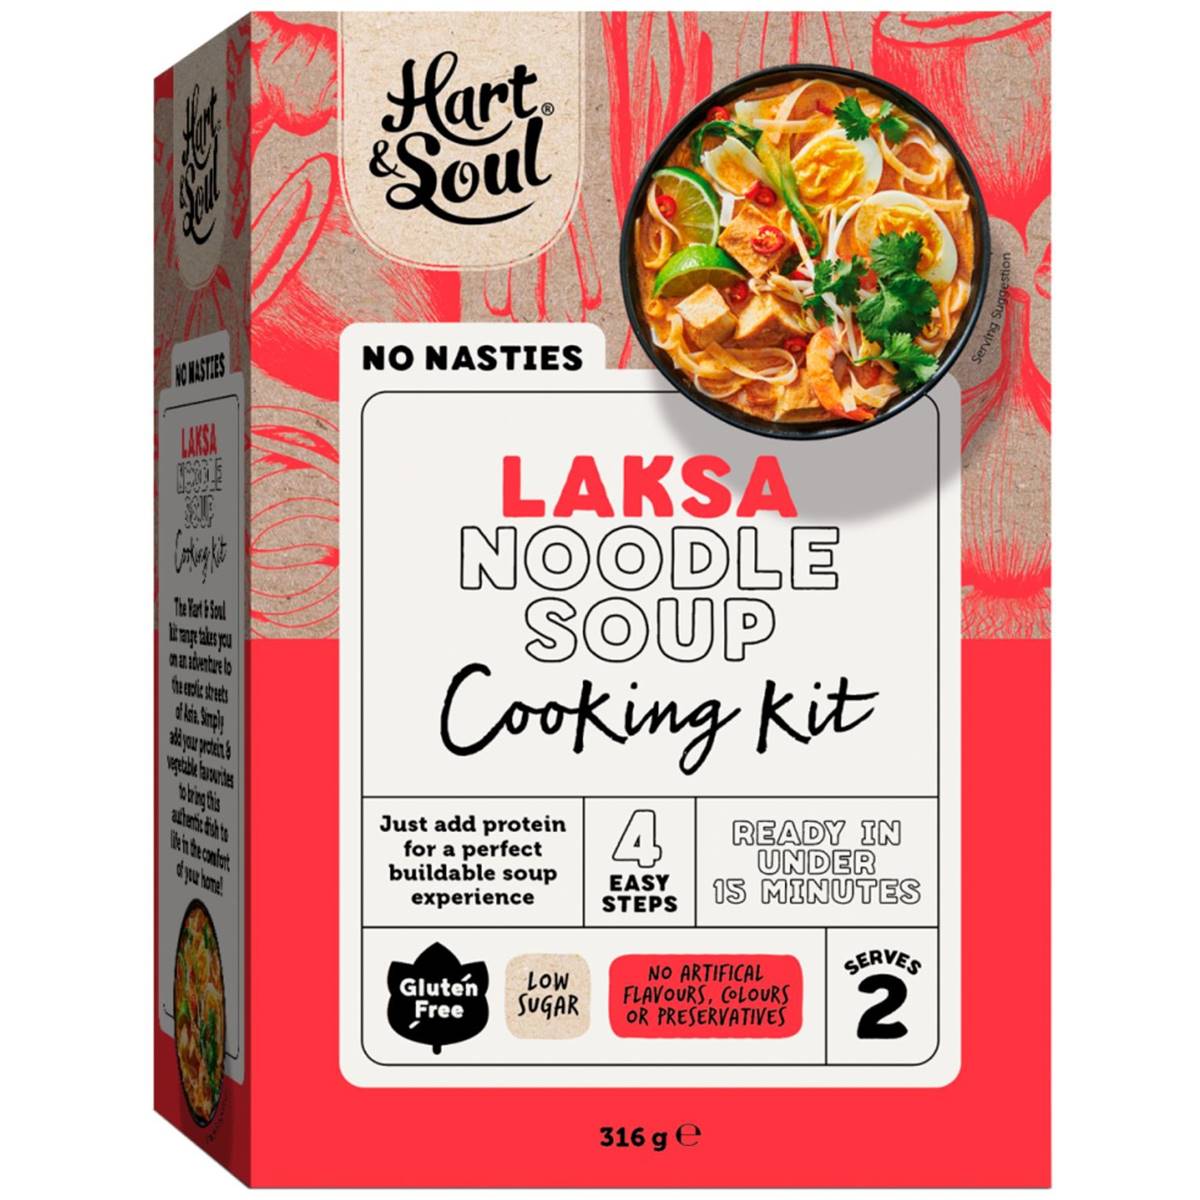 Hart®
& Soul
NO NASTIES
LAKSA
NOODLE
SOUP
Cooking Kit
Just add protein
for a perfect
buildable soup
experience
4
EASY
STEPS
READY IN
UNDER
15 MINUTES
Gluten
Free
LOW
SUGAR
NO ARTIFICAL
FLAVOURS, COLOURS
OR PRESERVATIVES
SERVES
2
316 g ℮
Serving Suggestion
Hart
& Soul
NO NASTIES
LAKSA
NOODLE
SOUP
Cooking Kit
The Hart & Soul
kit range takes you
on an adventure to
the exotic streets
of Asia. Simply
add your protein &
vegetable favourites
to bring this
authentic dish to
life in the comfort
of your home!